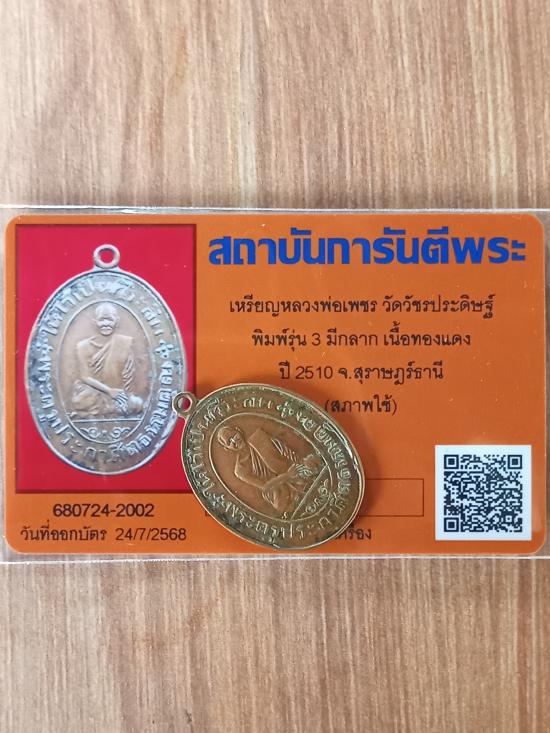 สถาบันการันตีพระ
เหรียญหลวงพ่อเพชร วัดวัชรประดิษฐ์
พิมพ์รุ่น 3 มีกลาก เนื้อทองแดง
ปี 2510 จ.สุราษฎร์ธานี
(สภาพใช้)
680724-2002
วันที่ออกบัตร 24/7/2568